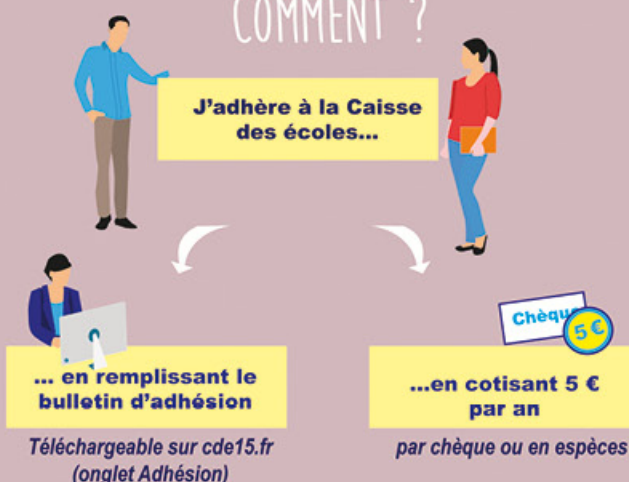 COMMENT ?
J'adhère à la Caisse
des écoles...
... en remplissant le
bulletin d'adhésion
Téléchargeable sur cde15.fr
(onglet Adhésion)
Chèque
5 €
...en cotisant 5 €
par an
par chèque ou en espèces